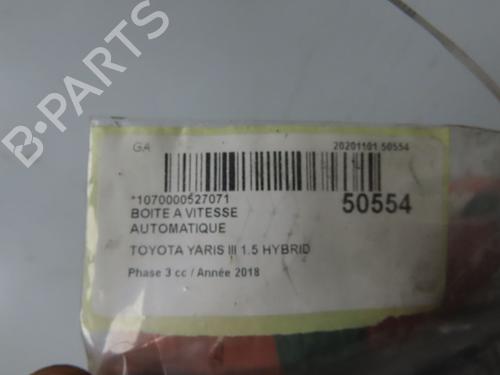 B-PARTS
GA
20201101 50554
*1070000527071
50554
BOITE A VITESSE
AUTOMATIQUE
TOYOTA YARIS III 1.5 HYBRID
Phase 3 cc / Année 2018